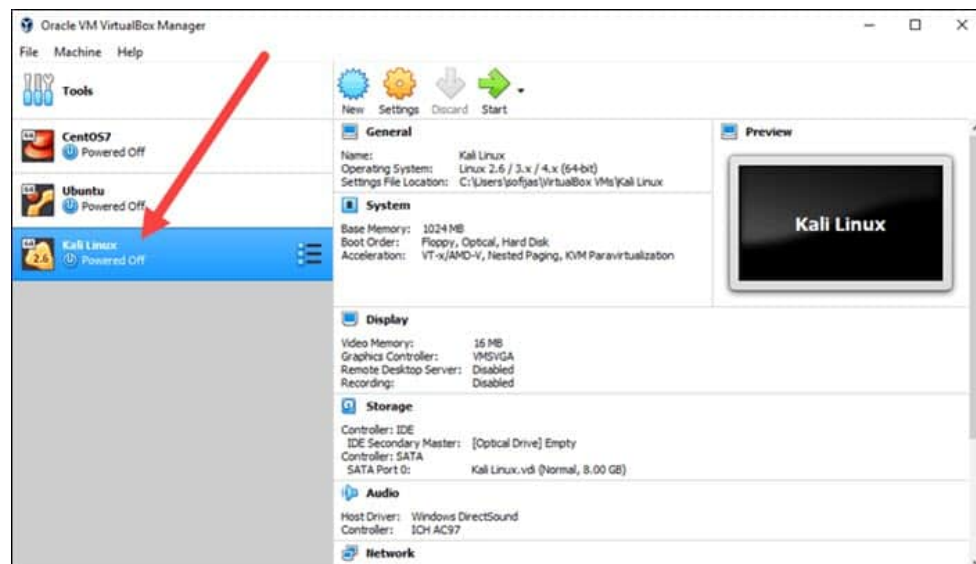 Oracle VM VirtualBox Manager
File Machine Help
Tools
New Settings Discard Start
CentOS7
Powered Off
Ubuntu
Powered Off
Kali Linux
Powered Off
General
Name: Kali Linux
Operating System: Linux 2.6 / 3.x / 4.x (64-bit)
Settings File Location: C:\Users\sofijas\VirtualBox VMs\Kali Linux
System
Base Memory: 1024 MB
Boot Order: Floppy, Optical, Hard Disk
Acceleration: VT-x/AMD-V, Nested Paging, KVM Paravirtualization
Preview
Kali Linux
Display
Video Memory: 16 MB
Graphics Controller: VMSVGA
Remote Desktop Server: Disabled
Recording: Disabled
Storage
Controller: IDE
IDE Secondary Master: [Optical Drive] Empty
Controller: SATA
SATA Port 0: Kali Linux.vdi (Normal, 8.00 GB)
Audio
Host Driver: Windows DirectSound
Controller: ICH AC97
Network